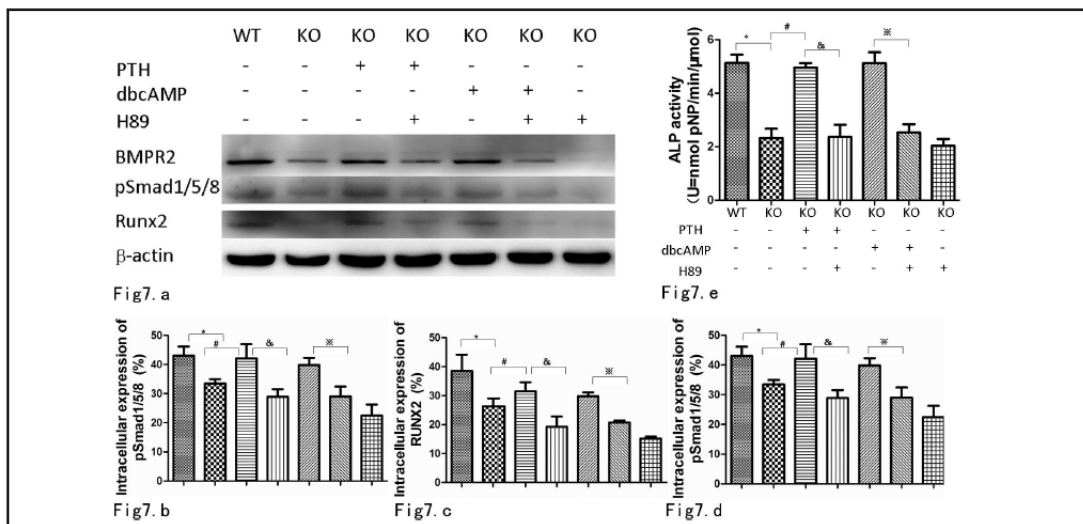 WT KO KO KO KO KO KO
PTH - - + + - - -
dbcAMP - - - - + + -
H89 - - - + - + +
BMPR2
pSmad1/5/8
Runx2
β-actin
Fig7.a
ALP activity
(U=nmol pNP/min/μmol)
6
4
2
0
* # & ※
WT KO KO KO KO KO KO
PTH - - + + - - -
dbcAMP - - - - + + -
H89 - - - + - + +
Fig7.e
Intracellular expression of
pSmad1/5/8 (%)
50
40
30
20
10
0
* # & ※
Fig7.b
Intracellular expression of
RUNX2 (%)
50
40
30
20
10
0
* # & ※
Fig7.c
Intracellular expression of
pSmad1/5/8 (%)
50
40
30
20
10
0
* # & ※
Fig7.d